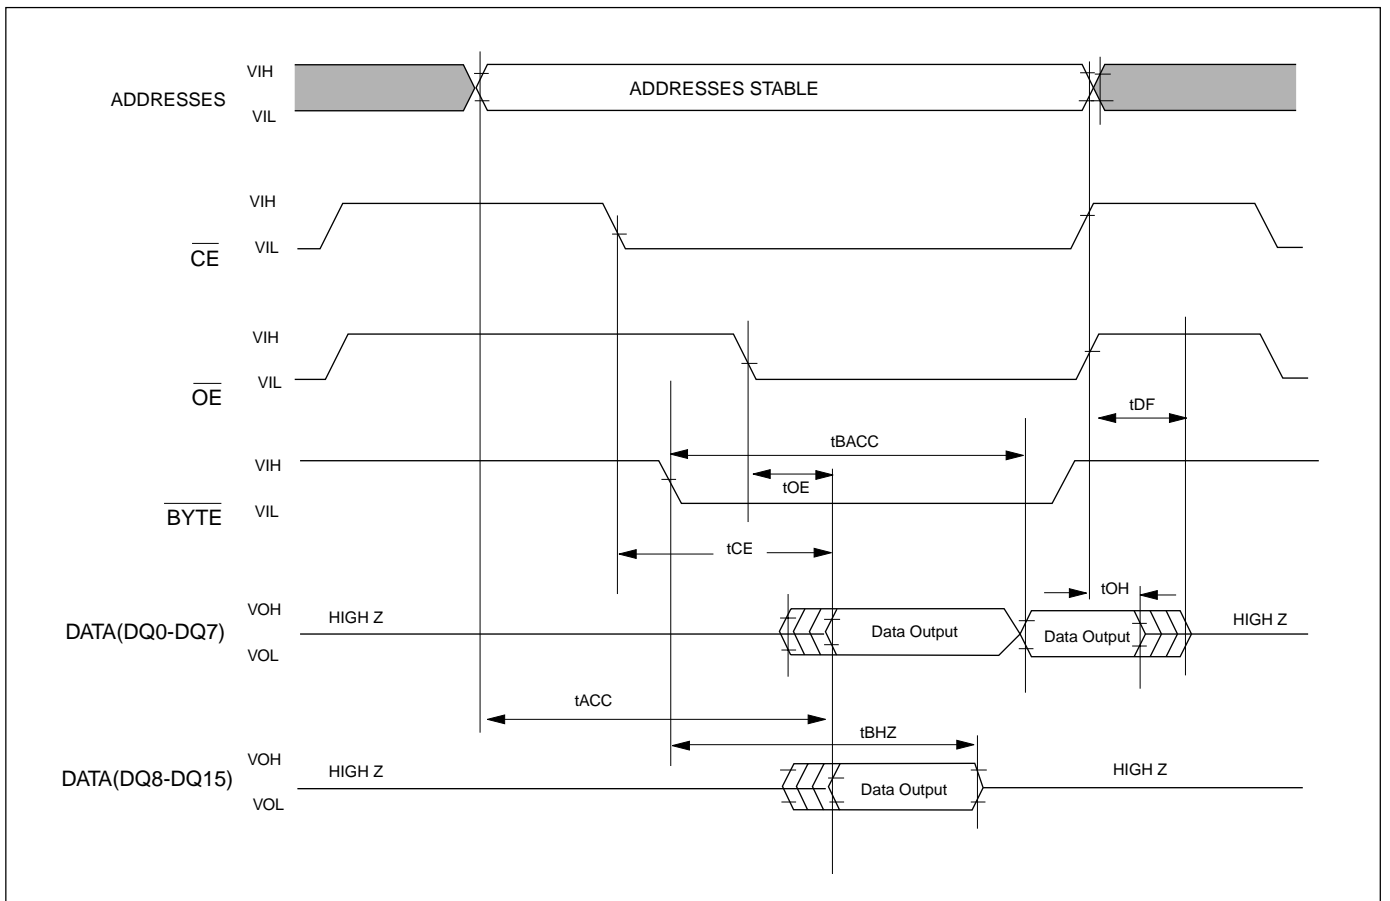 VIH
ADDRESSES
ADDRESSES STABLE
VIL
VIH
CE
VIL
VIH
OE
VIL
tDF
tBACC
VIH
tOE
BYTE
VIL
tCE
tOH
VOH
HIGH Z
DATA(DQ0-DQ7)
Data Output
Data Output
HIGH Z
VOL
tACC
tBHZ
VOH
HIGH Z
HIGH Z
DATA(DQ8-DQ15)
Data Output
VOL